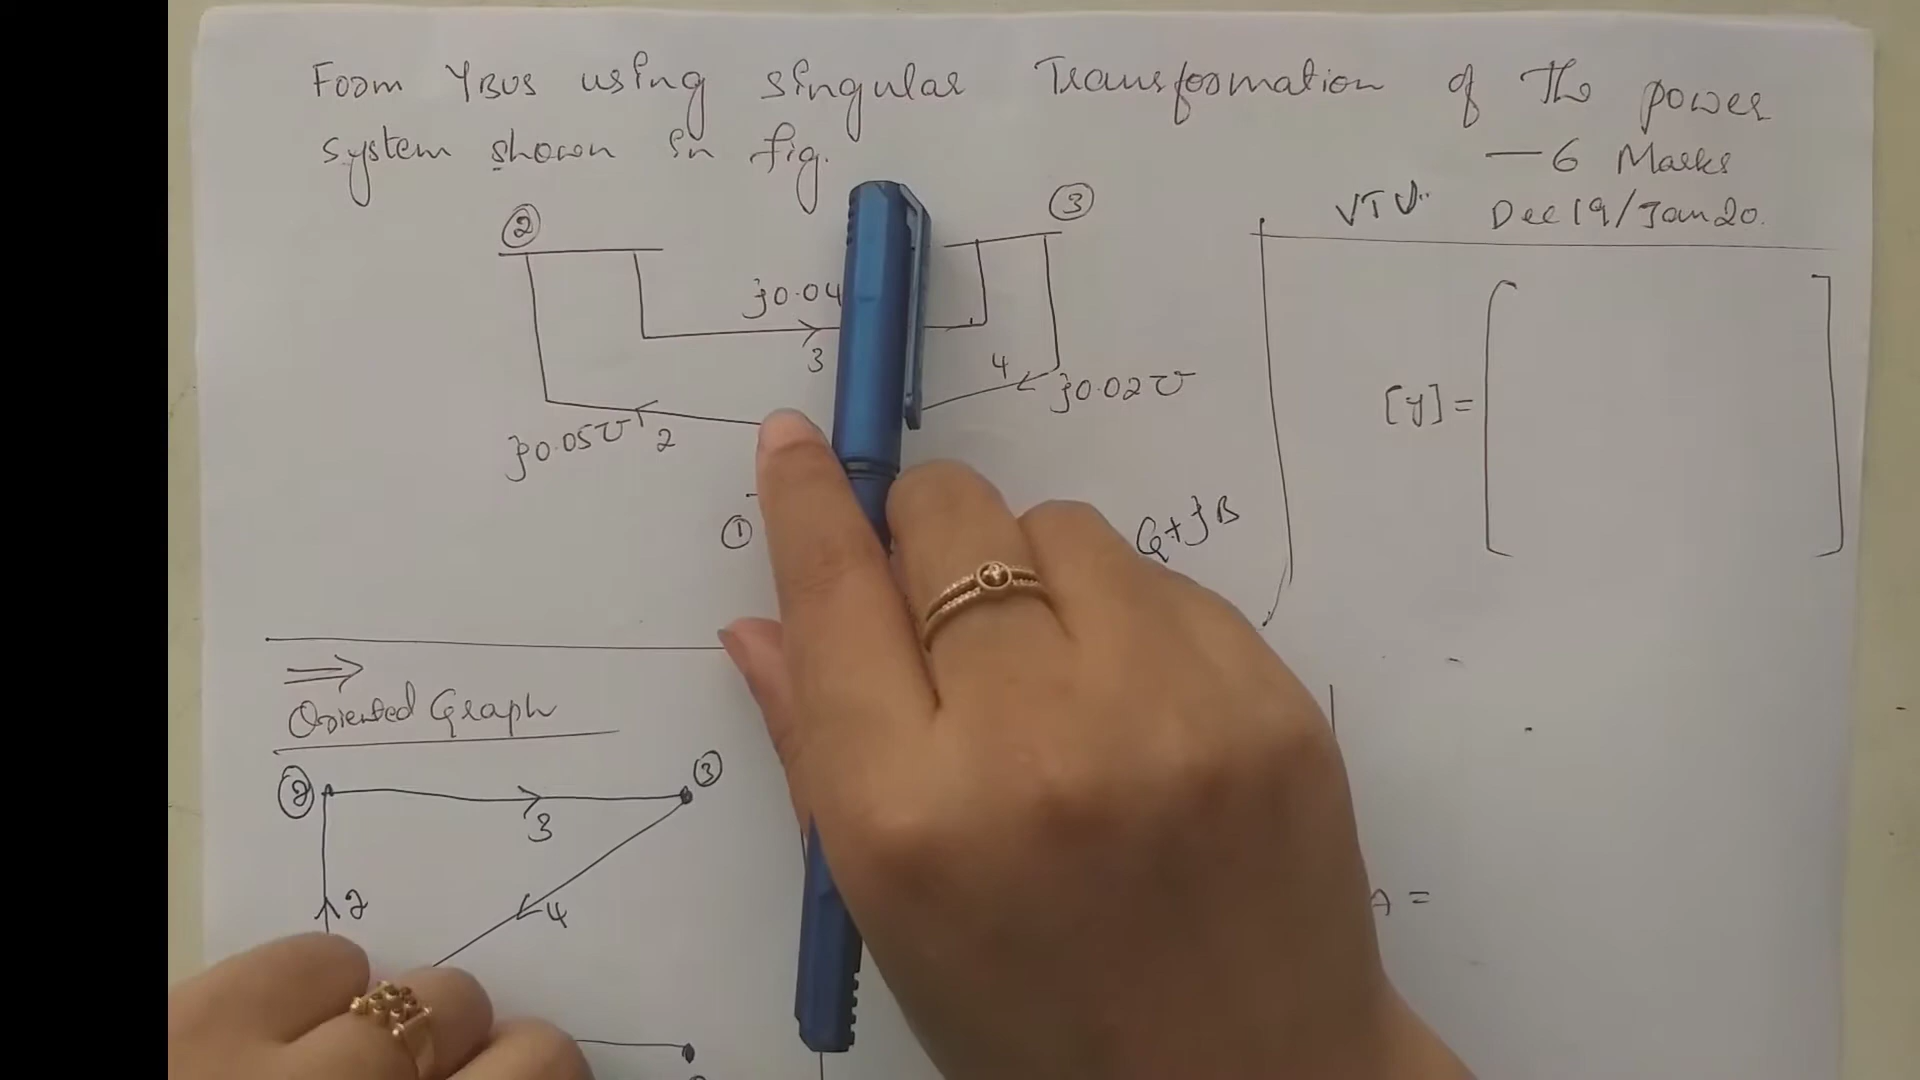 Form YBUS using singular Transformation of The power
system shown in fig.
— 6 Marks
VTU.
Dec 19/Jan 20.
②
③
j0.04
3
4
j0.02 ʊ
j0.05 ʊ
2
[y] =
①
G+jB
⇒
Oriented Graph
②
③
3
2
4
A =